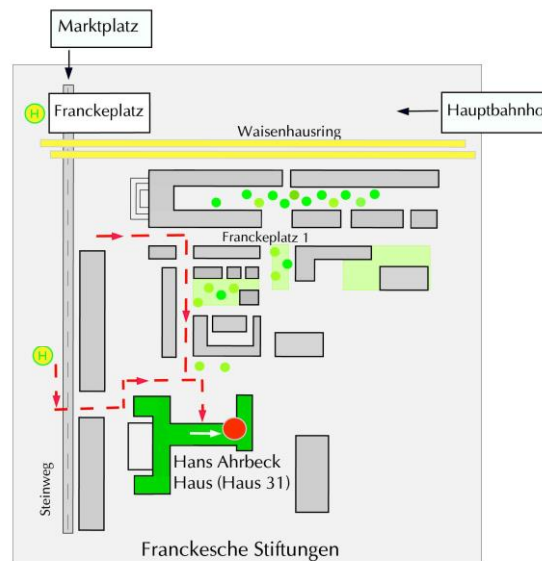 Marktplatz
H
Franckeplatz
Hauptbahnho
Waisenhausring
Franckeplatz 1
H
Hans Ahrbeck
Haus (Haus 31)
Steinweg
Franckesche Stiftungen